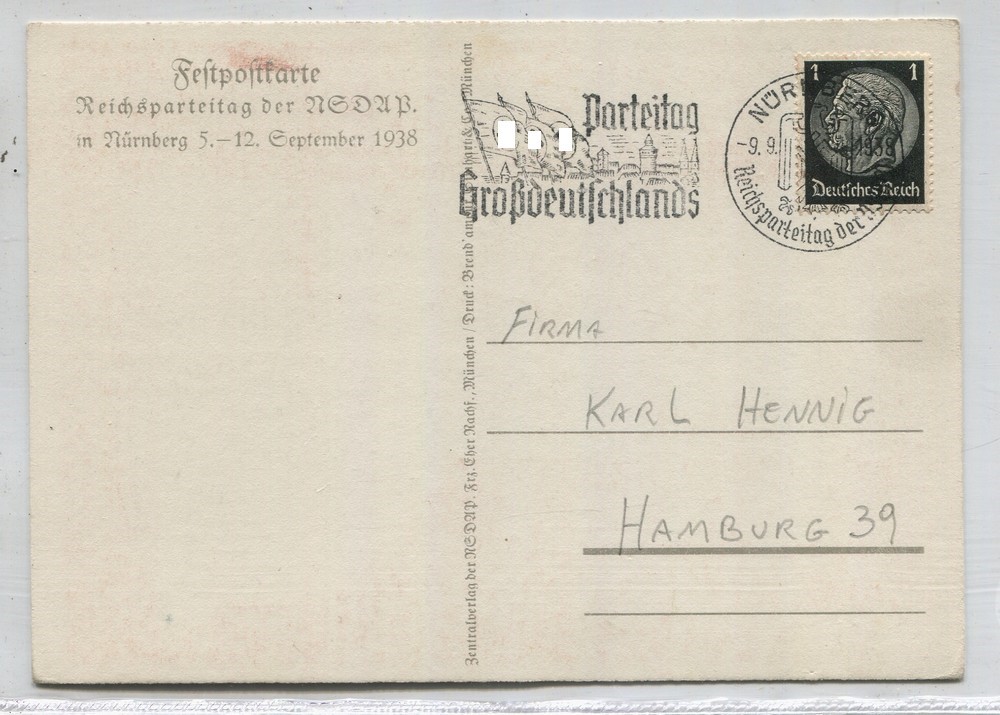 Festpostkarte
Reichsparteitag der NSDAP.
in Nürnberg 5.–12. September 1938
Zentralverlag der NSDAP. Frz. Eher Nachf., München / Druck: Brend'am
hart & Co., München
Parteitag
Großdeutschlands
NÜRNBERG
-9.9. 1938
Reichsparteitag der
1 1
Deutsches Reich
Firma
Karl Hennig
Hamburg 39